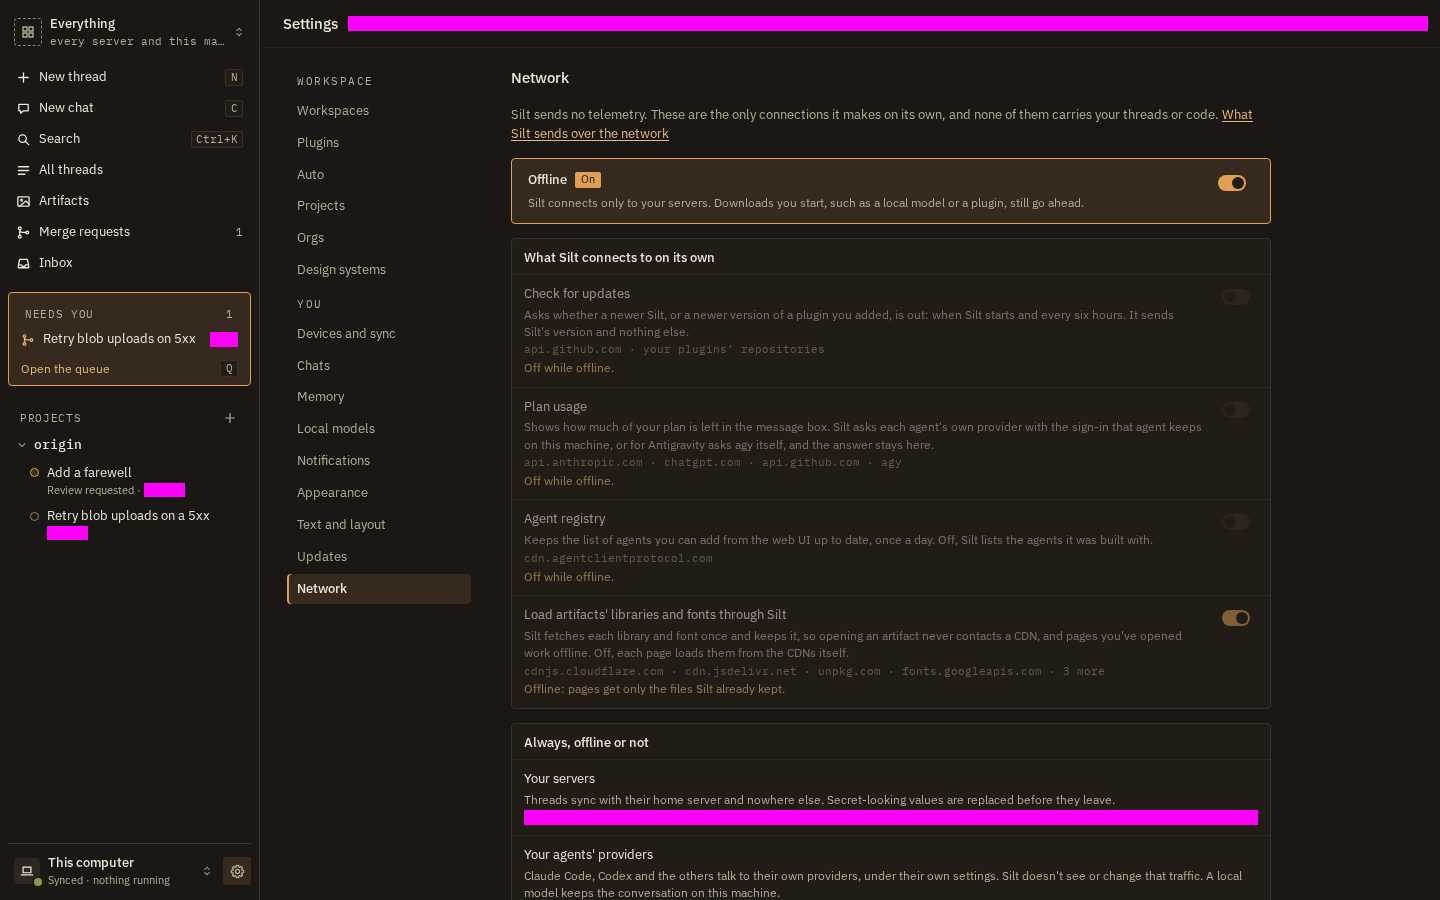 Everything
every server and this ma…
New thread
N
New chat
C
Search
Ctrl+K
All threads
Artifacts
Merge requests
1
Inbox
NEEDS YOU
1
Retry blob uploads on 5xx
Open the queue
Q
PROJECTS
origin
Add a farewell
Review requested ·
Retry blob uploads on a 5xx
This computer
Synced · nothing running
Settings
WORKSPACE
Workspaces
Plugins
Auto
Projects
Orgs
Design systems
YOU
Devices and sync
Chats
Memory
Local models
Notifications
Appearance
Text and layout
Updates
Network
Network
Silt sends no telemetry. These are the only connections it makes on its own, and none of them carries your threads or code. What
Silt sends over the network
Offline
On
Silt connects only to your servers. Downloads you start, such as a local model or a plugin, still go ahead.
What Silt connects to on its own
Check for updates
Asks whether a newer Silt, or a newer version of a plugin you added, is out: when Silt starts and every six hours. It sends
Silt's version and nothing else.
api.github.com · your plugins’ repositories
Off while offline.
Plan usage
Shows how much of your plan is left in the message box. Silt asks each agent's own provider with the sign-in that agent keeps
on this machine, or for Antigravity asks agy itself, and the answer stays here.
api.anthropic.com · chatgpt.com · api.github.com · agy
Off while offline.
Agent registry
Keeps the list of agents you can add from the web UI up to date, once a day. Off, Silt lists the agents it was built with.
cdn.agentclientprotocol.com
Off while offline.
Load artifacts' libraries and fonts through Silt
Silt fetches each library and font once and keeps it, so opening an artifact never contacts a CDN, and pages you've opened
work offline. Off, each page loads them from the CDNs itself.
cdnjs.cloudflare.com · cdn.jsdelivr.net · unpkg.com · fonts.googleapis.com · 3 more
Offline: pages get only the files Silt already kept.
Always, offline or not
Your servers
Threads sync with their home server and nowhere else. Secret-looking values are replaced before they leave.
Your agents' providers
Claude Code, Codex and the others talk to their own providers, under their own settings. Silt doesn't see or change that traffic. A local
model keeps the conversation on this machine.